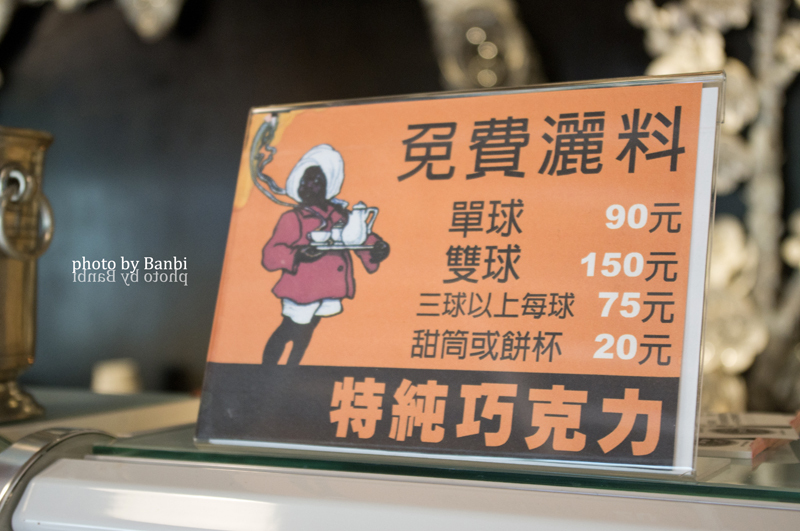 免費灑料
單球 90元
雙球 150元
三球以上每球 75元
甜筒或餅杯 20元
特純巧克力
photo by Banbi